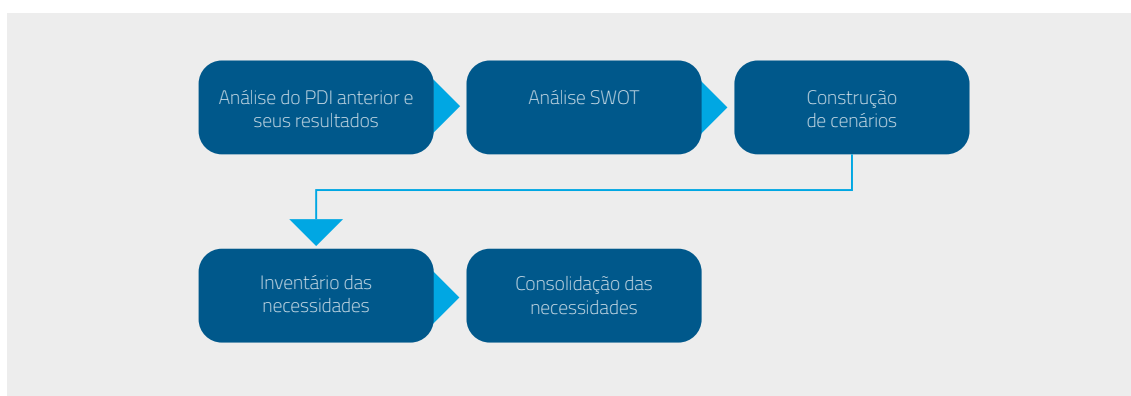 Análise do PDI anterior e
seus resultados
Análise SWOT
Construção
de cenários
Inventário das
necessidades
Consolidação das
necessidades